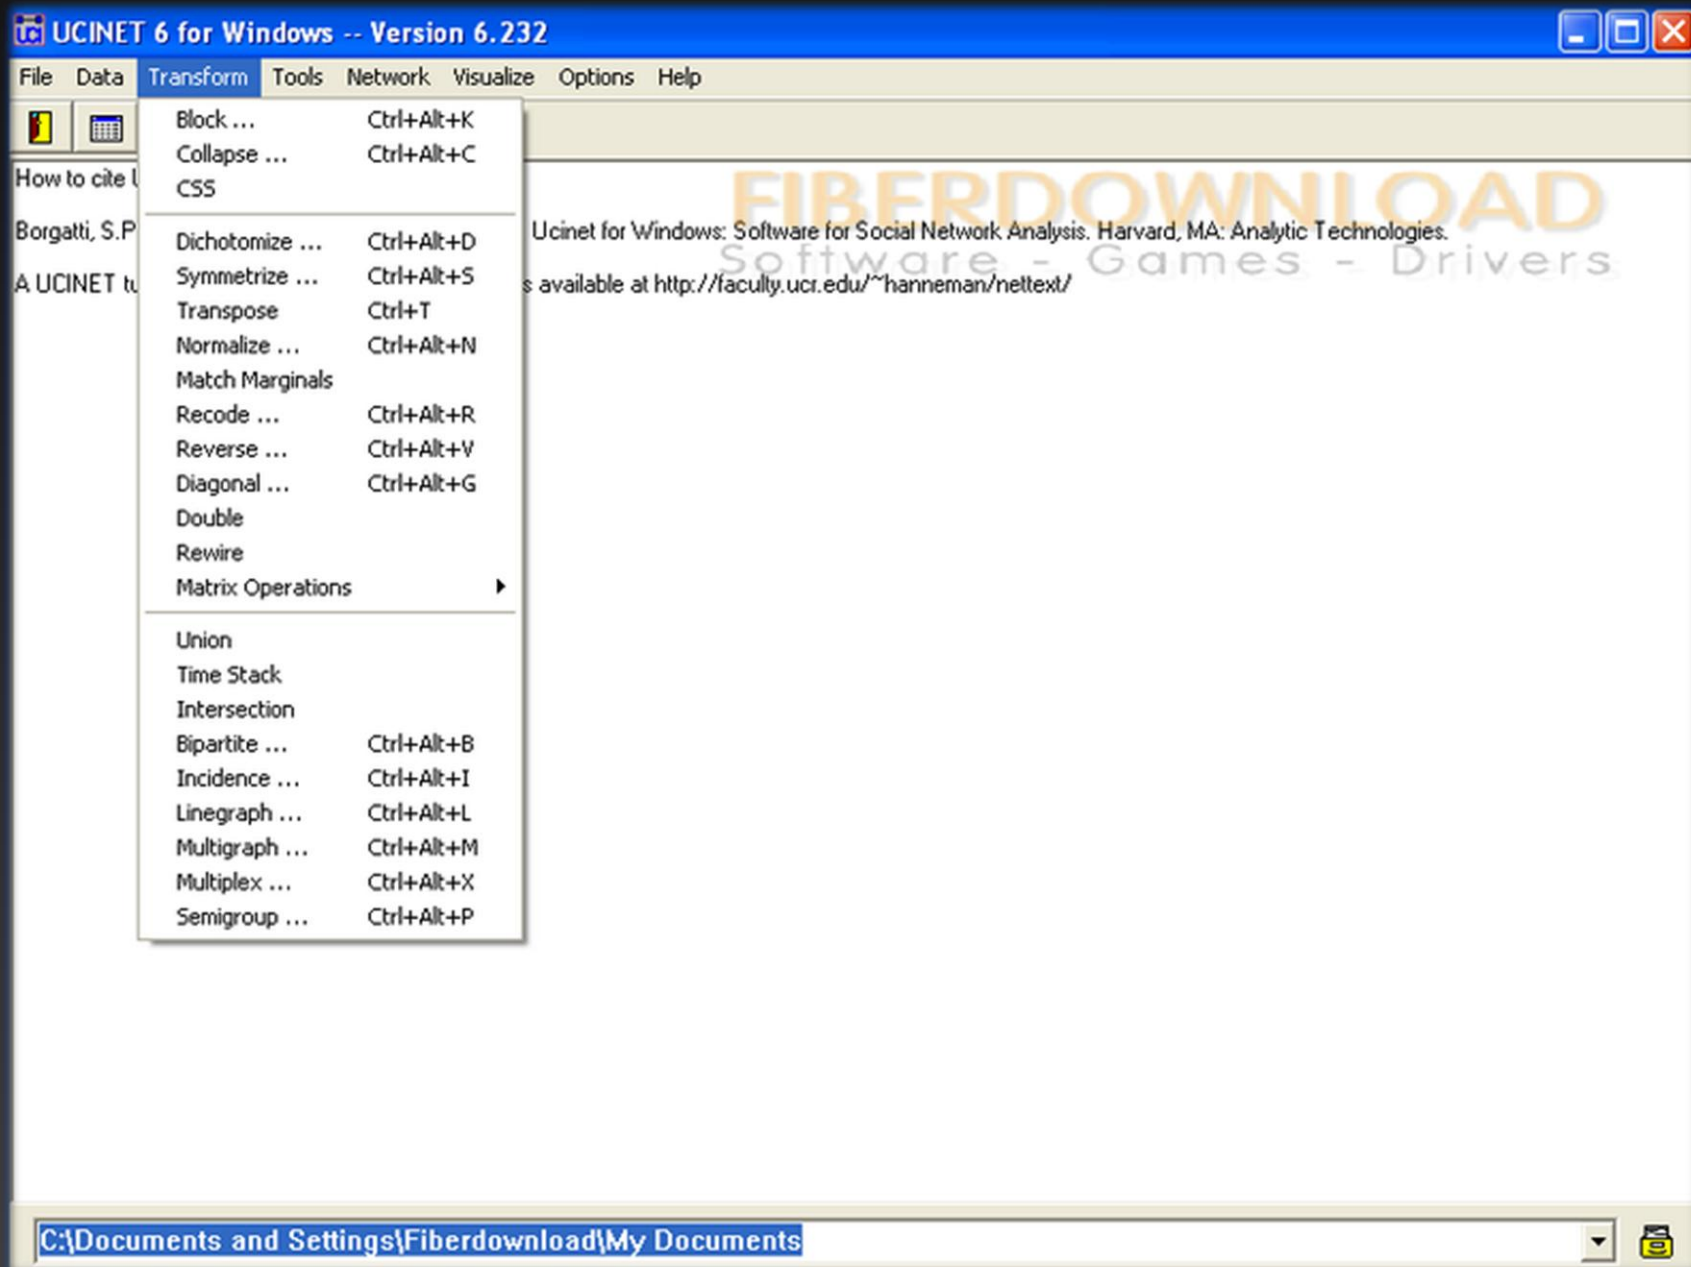 UCINET 6 for Windows -- Version 6.232
File Data Transform Tools Network Visualize Options Help
Block ... Ctrl+Alt+K
Collapse ... Ctrl+Alt+C
CSS
Dichotomize ... Ctrl+Alt+D
Symmetrize ... Ctrl+Alt+S
Transpose Ctrl+T
Normalize ... Ctrl+Alt+N
Match Marginals
Recode ... Ctrl+Alt+R
Reverse ... Ctrl+Alt+V
Diagonal ... Ctrl+Alt+G
Double
Rewire
Matrix Operations
Union
Time Stack
Intersection
Bipartite ... Ctrl+Alt+B
Incidence ... Ctrl+Alt+I
Linegraph ... Ctrl+Alt+L
Multigraph ... Ctrl+Alt+M
Multiplex ... Ctrl+Alt+X
Semigroup ... Ctrl+Alt+P
How to cite
Borgatti, S.P Ucinet for Windows: Software for Social Network Analysis. Harvard, MA: Analytic Technologies.
A UCINET available at http://faculty.ucr.edu/~hanneman/nettext/
FIBERDOWNLOAD
Software - Games - Drivers
C:\Documents and Settings\Fiberdownload\My Documents